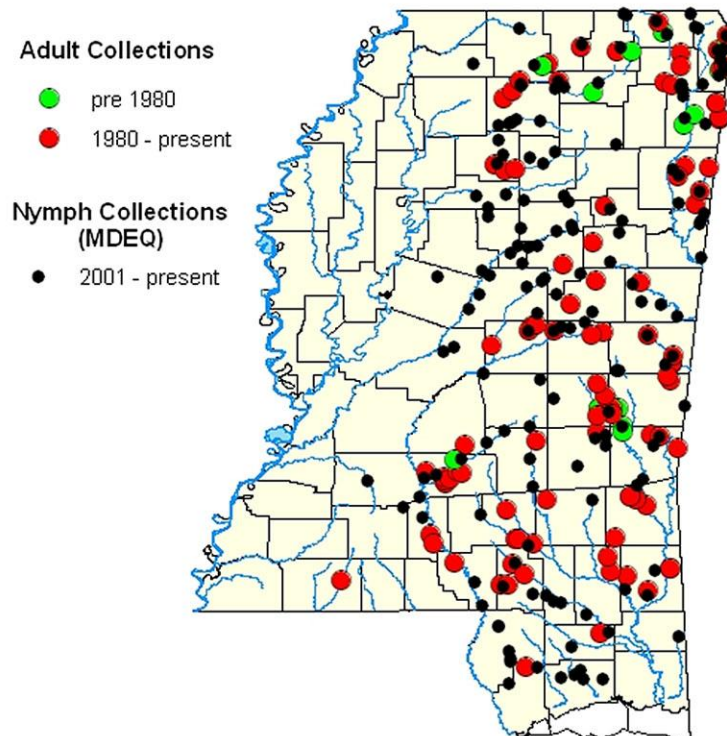 Adult Collections
pre 1980
1980 - present
Nymph Collections
(MDEQ)
2001 - present